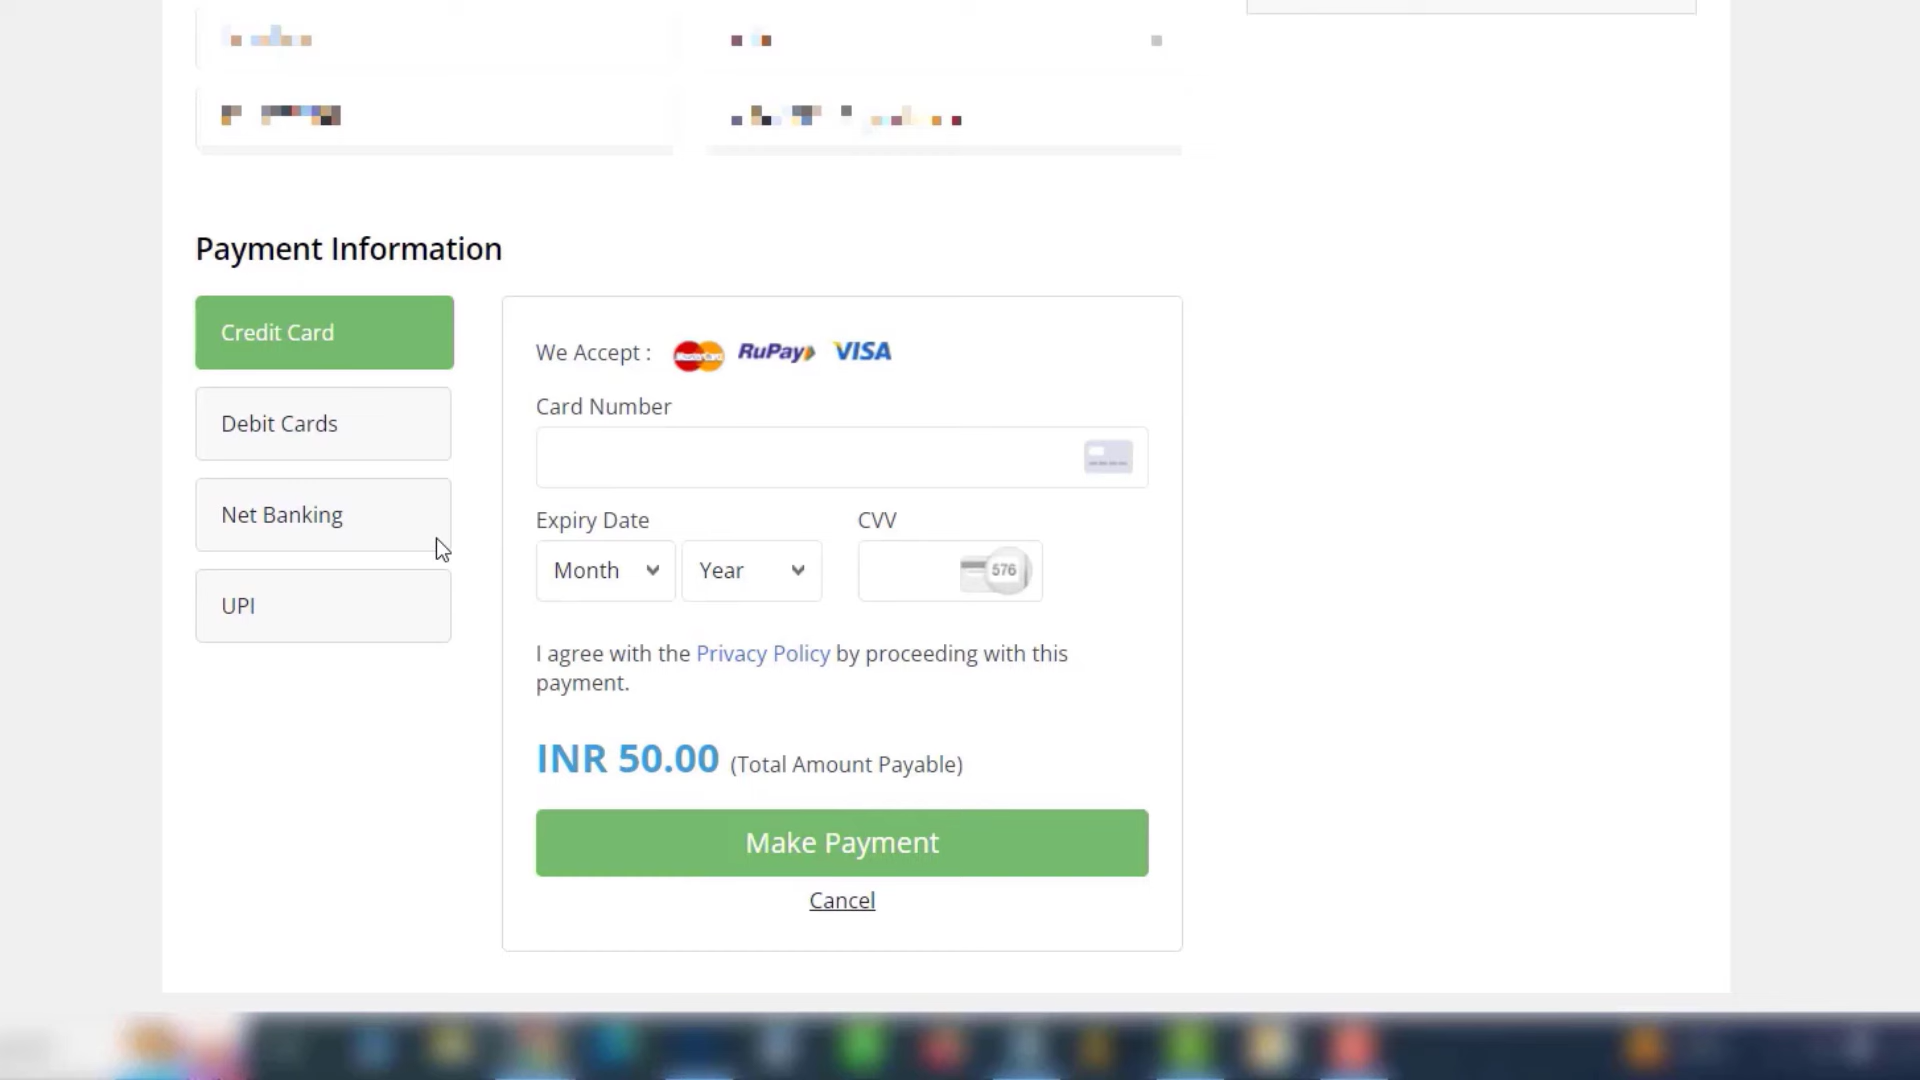 Payment Information
Credit Card
Debit Cards
Net Banking
UPI
We Accept : MasterCard RuPay VISA
Card Number
Expiry Date CVV
Month Year 576
I agree with the Privacy Policy by proceeding with this
payment.
INR 50.00 (Total Amount Payable)
Make Payment
Cancel